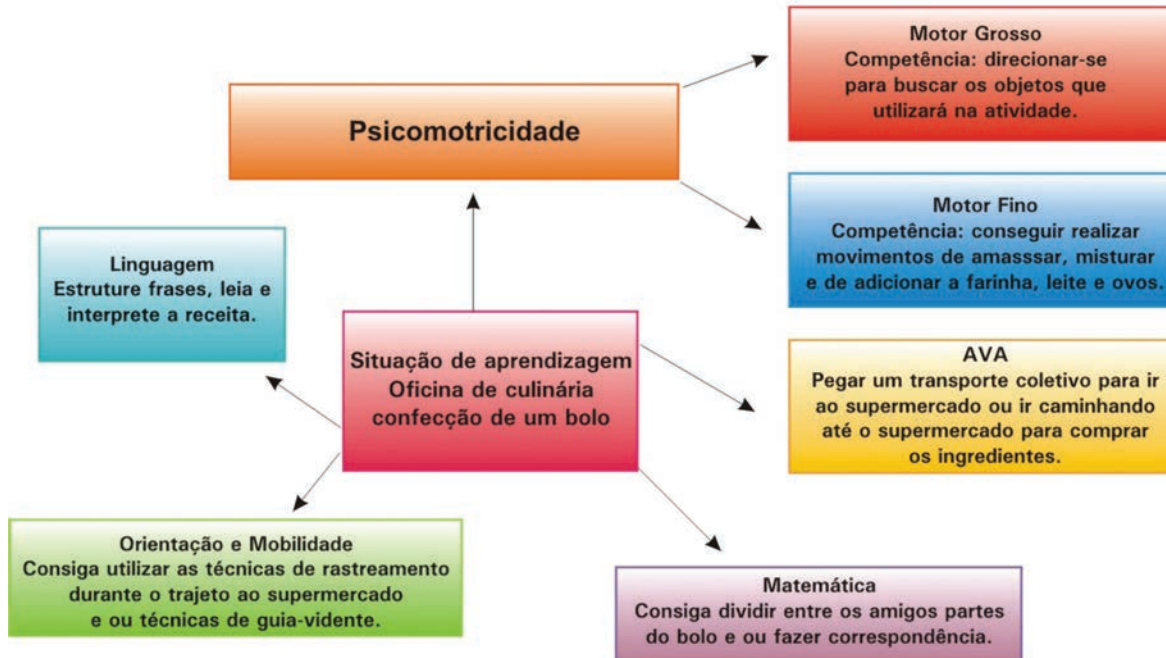 Motor Grosso
Competência: direcionar-se
para buscar os objetos que
utilizará na atividade.
Psicomotricidade
Motor Fino
Competência: conseguir realizar
movimentos de amasssar, misturar
e de adicionar a farinha, leite e ovos.
Linguagem
Estruture frases, leia e
interprete a receita.
Situação de aprendizagem
Oficina de culinária
confecção de um bolo
AVA
Pegar um transporte coletivo para ir
ao supermercado ou ir caminhando
até o supermercado para comprar
os ingredientes.
Orientação e Mobilidade
Consiga utilizar as técnicas de rastreamento
durante o trajeto ao supermercado
e ou técnicas de guia-vidente.
Matemática
Consiga dividir entre os amigos partes
do bolo e ou fazer correspondência.